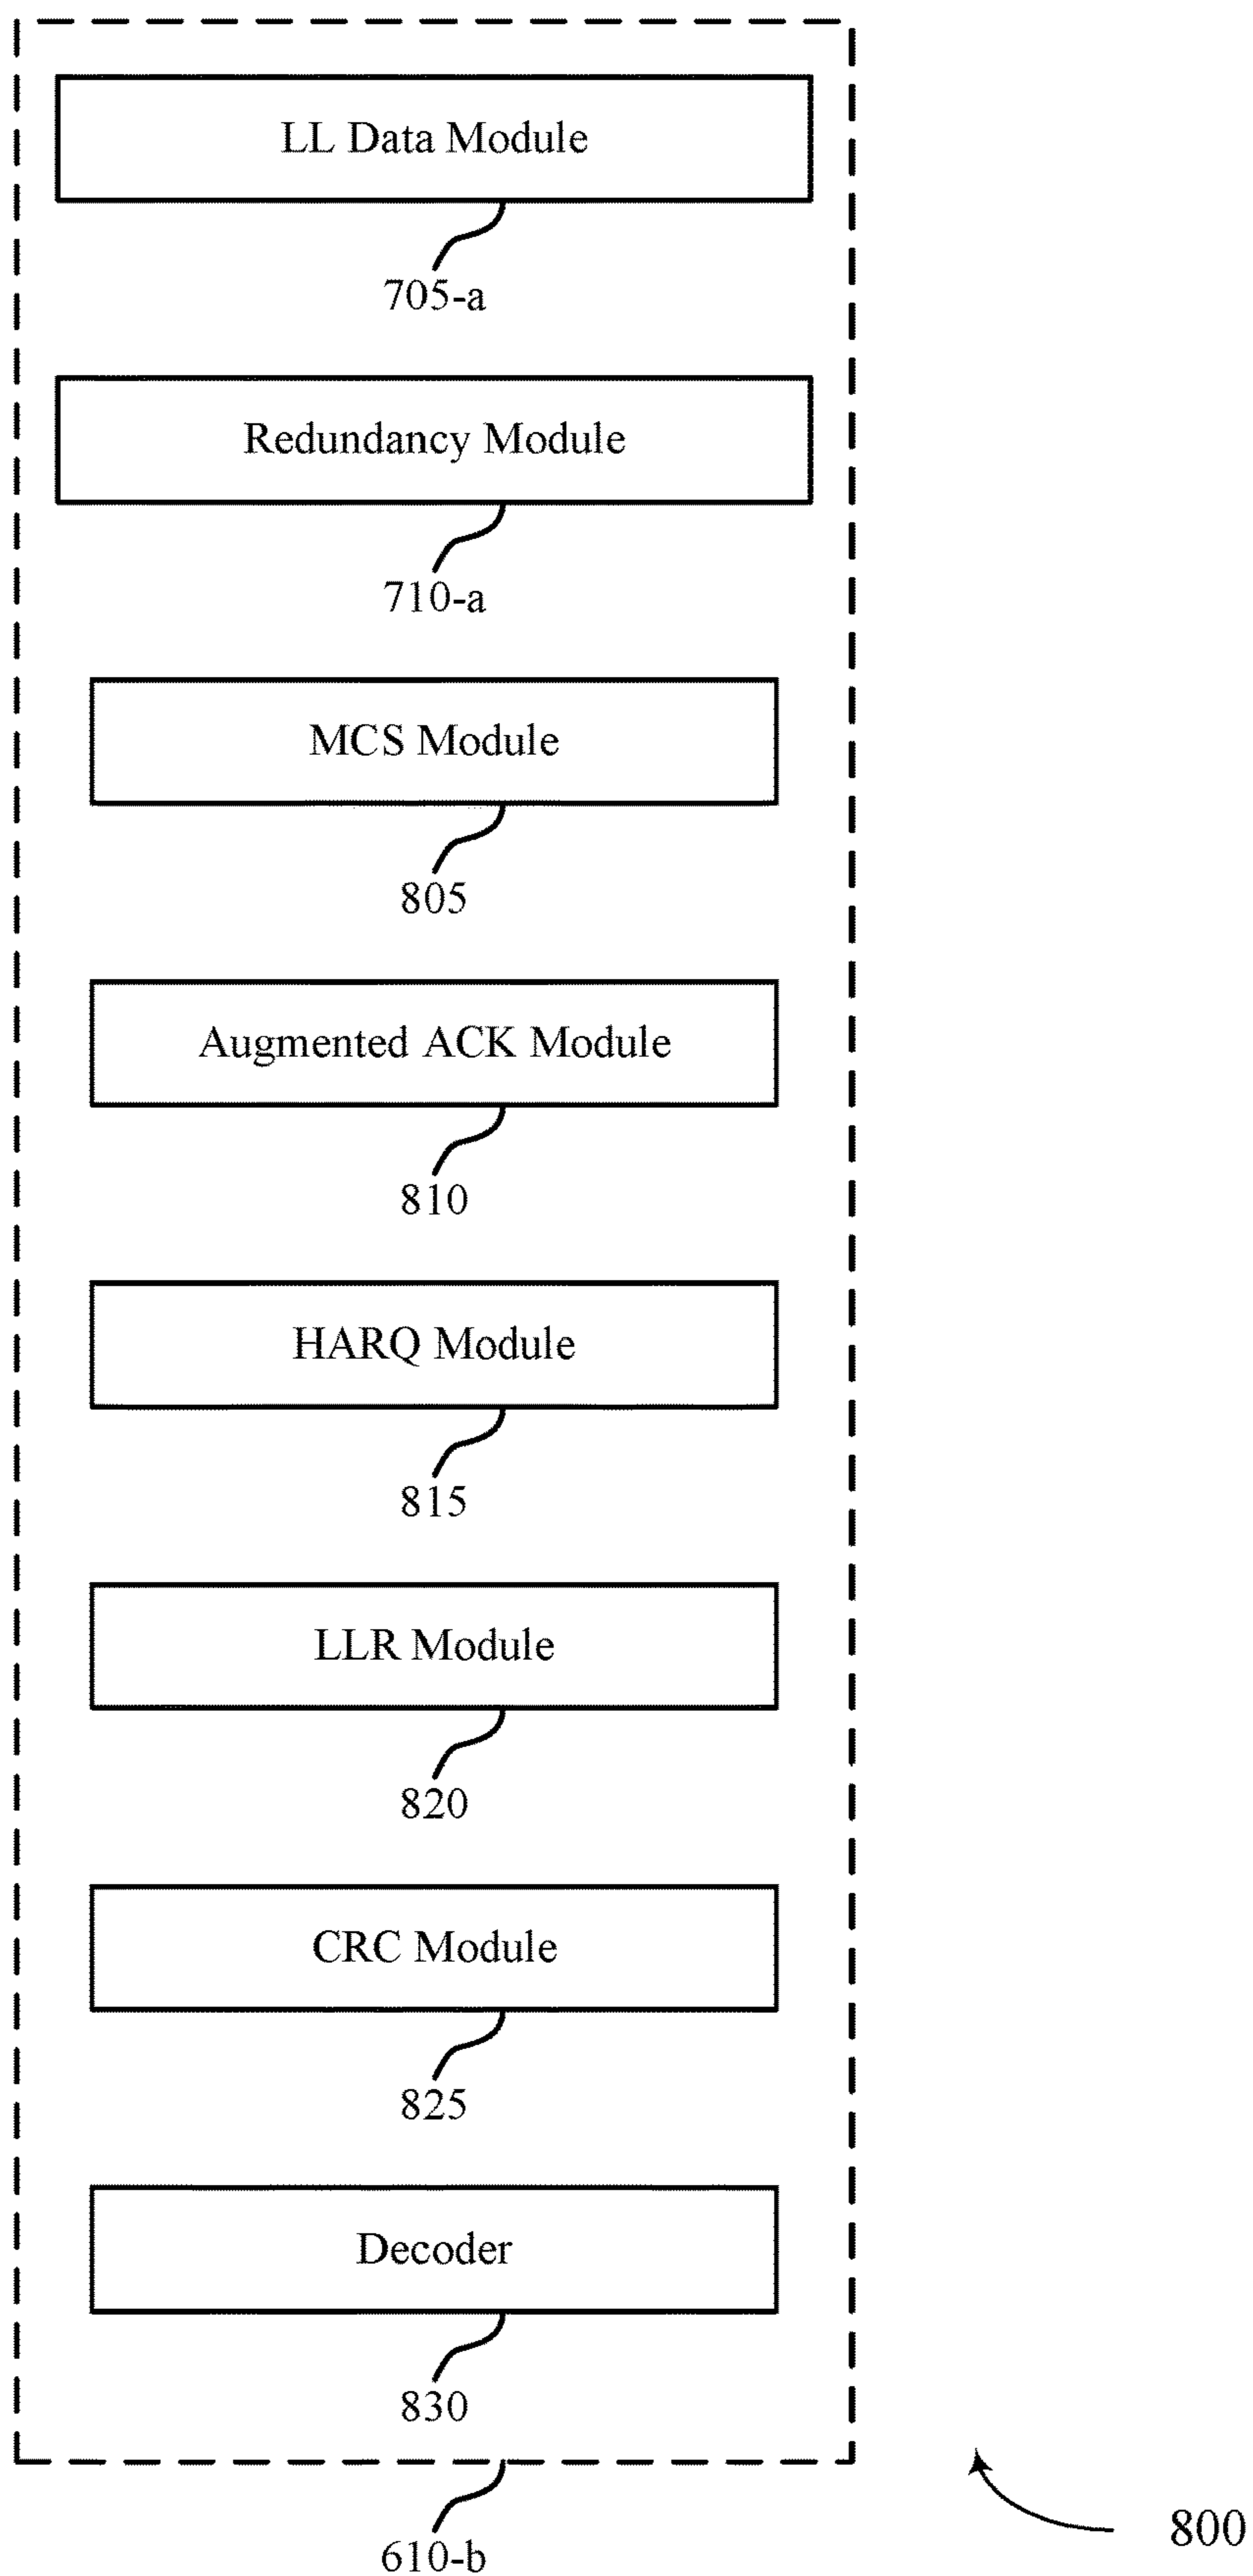 LL Data Module
705-a
Redundancy Module
710-a
MCS Module
805
Augmented ACK Module
810
HARQ Module
815
LLR Module
820
CRC Module
825
Decoder
830
610-b
800